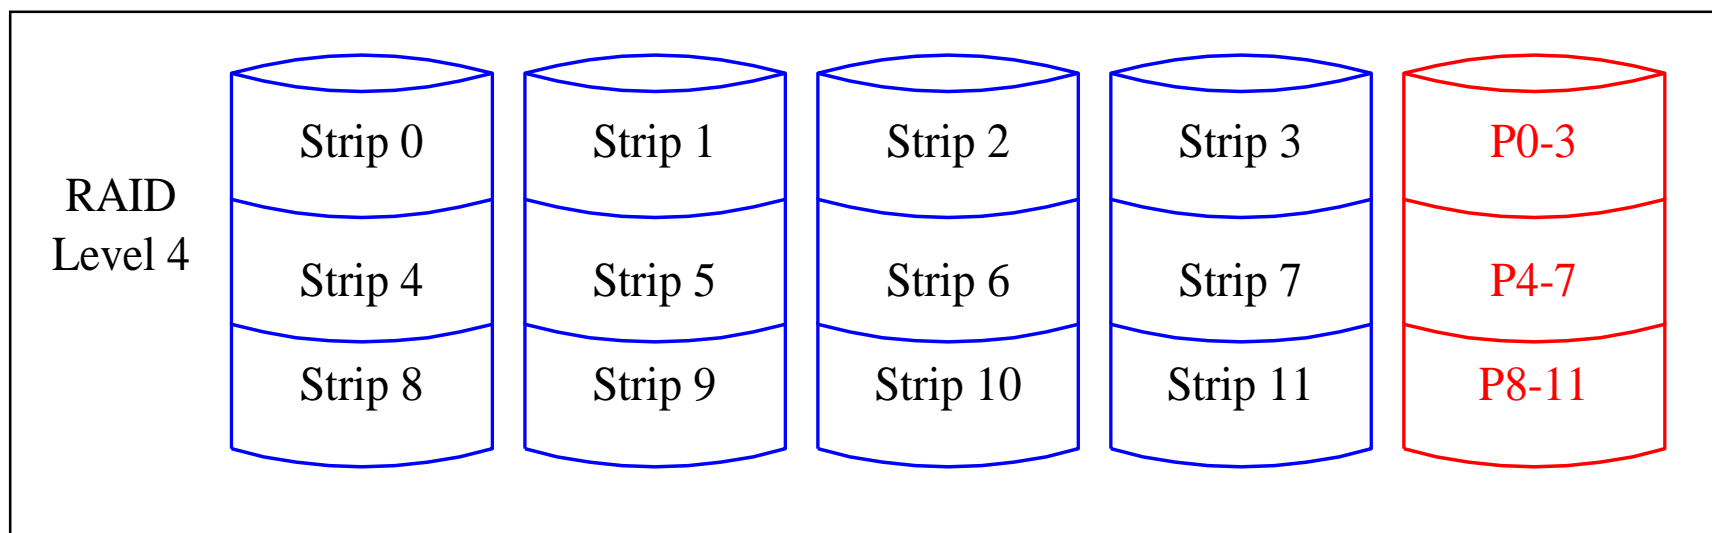 RAID
Level 4
Strip 0
Strip 1
Strip 2
Strip 3
P0-3
Strip 4
Strip 5
Strip 6
Strip 7
P4-7
Strip 8
Strip 9
Strip 10
Strip 11
P8-11